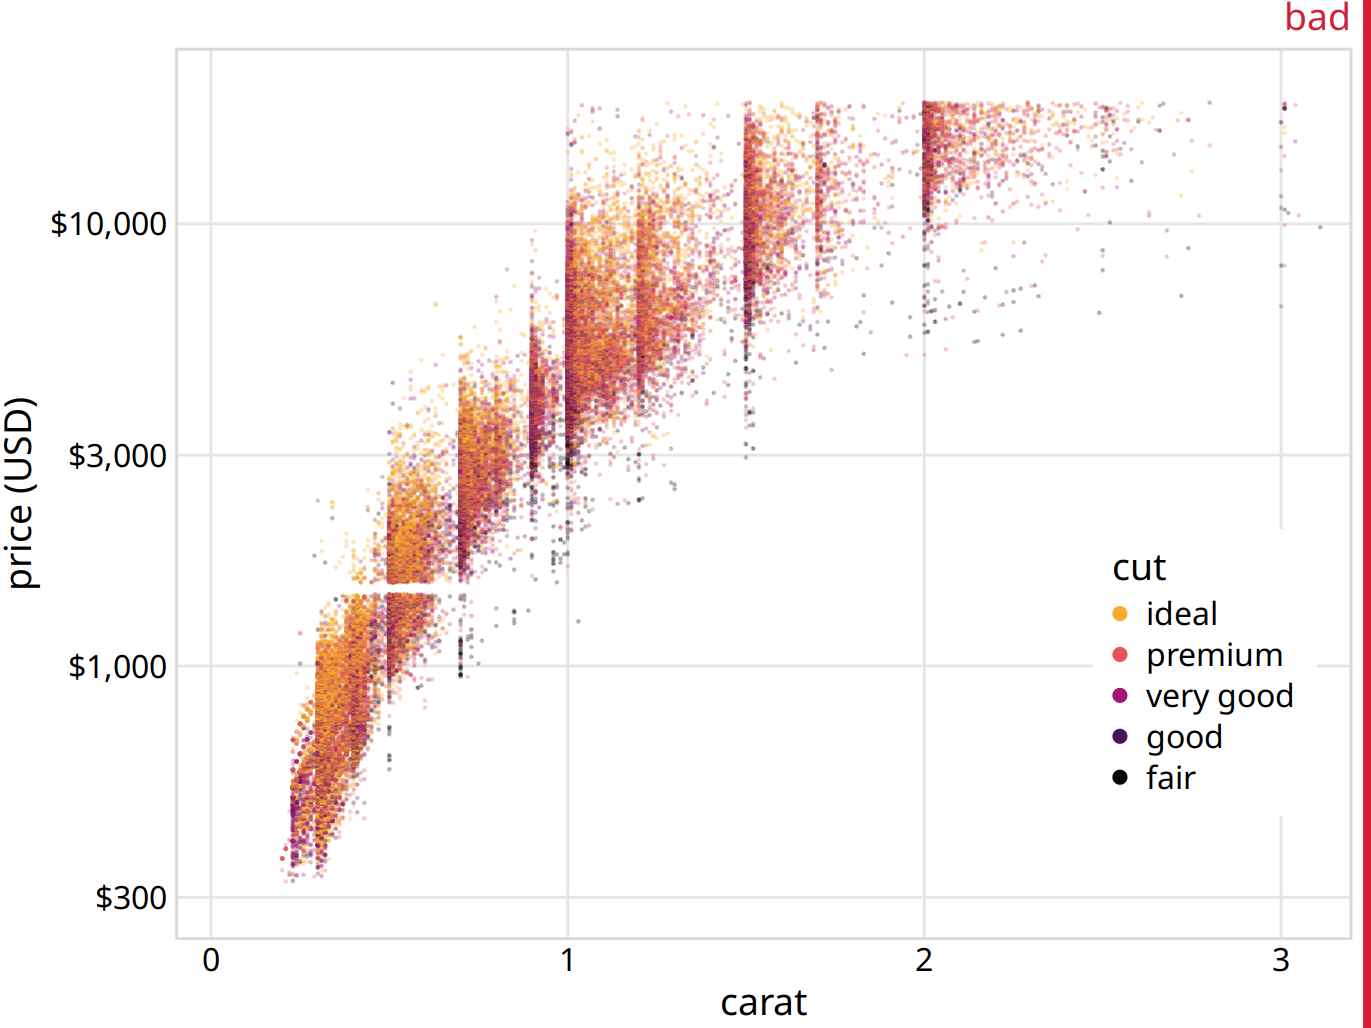 bad
price (USD)
$10,000
$3,000
$1,000
$300
cut
ideal
premium
very good
good
fair
0 1 2 3
carat